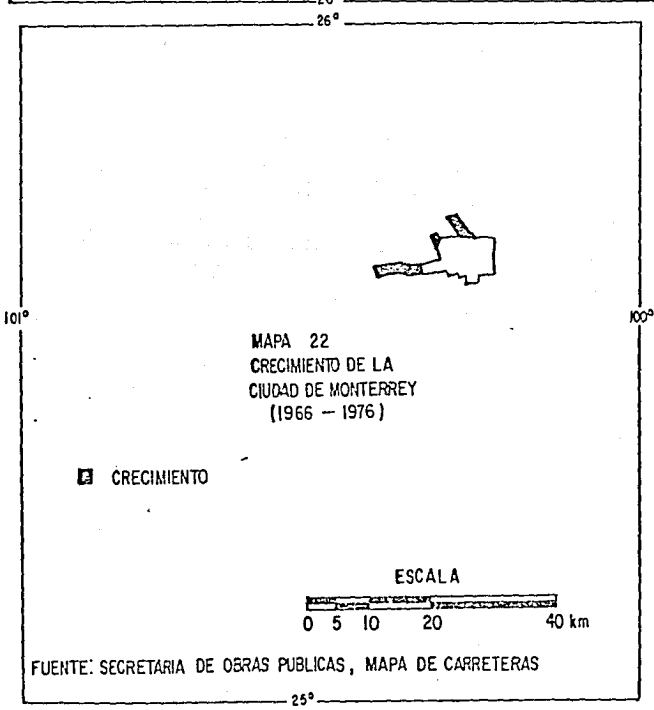 26°
101°
100°
MAPA 22
CRECIMIENTO DE LA
CIUDAD DE MONTERREY
(1966 — 1976)
CRECIMIENTO
ESCALA
0 5 10 20 40 km
FUENTE: SECRETARIA DE OBRAS PUBLICAS, MAPA DE CARRETERAS
25°